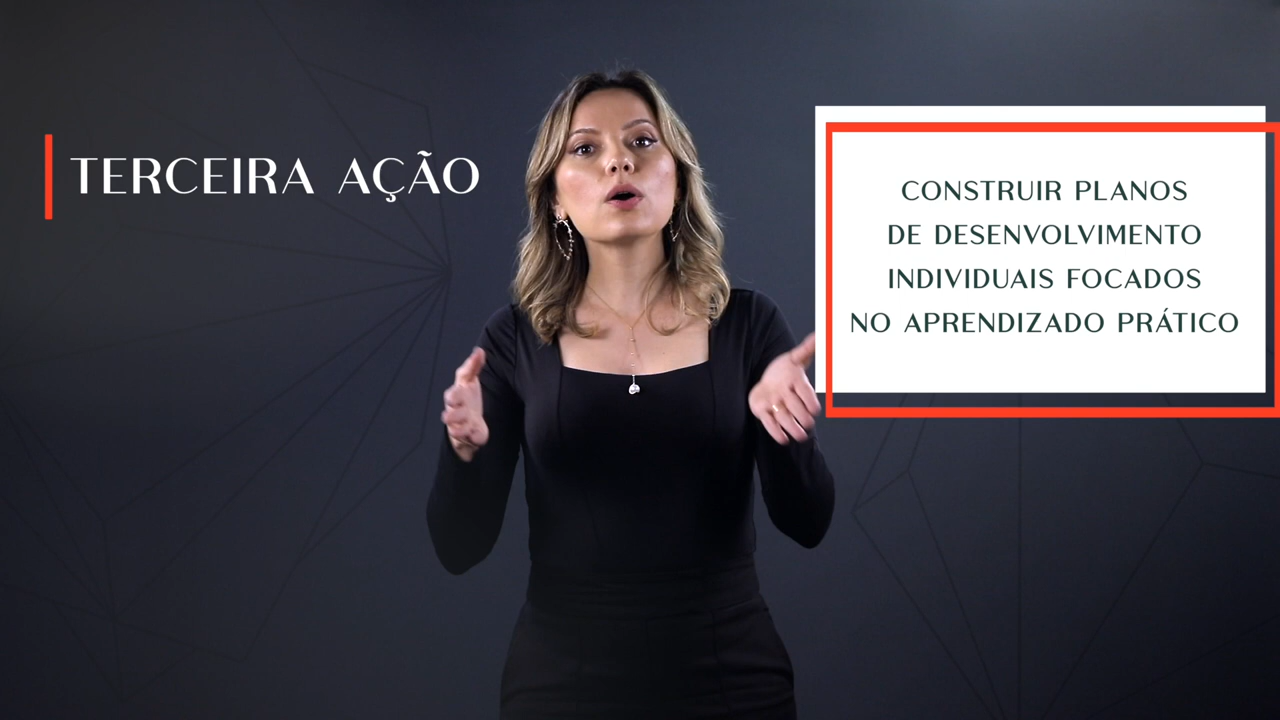 TERCEIRA AÇÃO
CONSTRUIR PLANOS
DE DESENVOLVIMENTO
INDIVIDUAIS FOCADOS
NO APRENDIZADO PRÁTICO